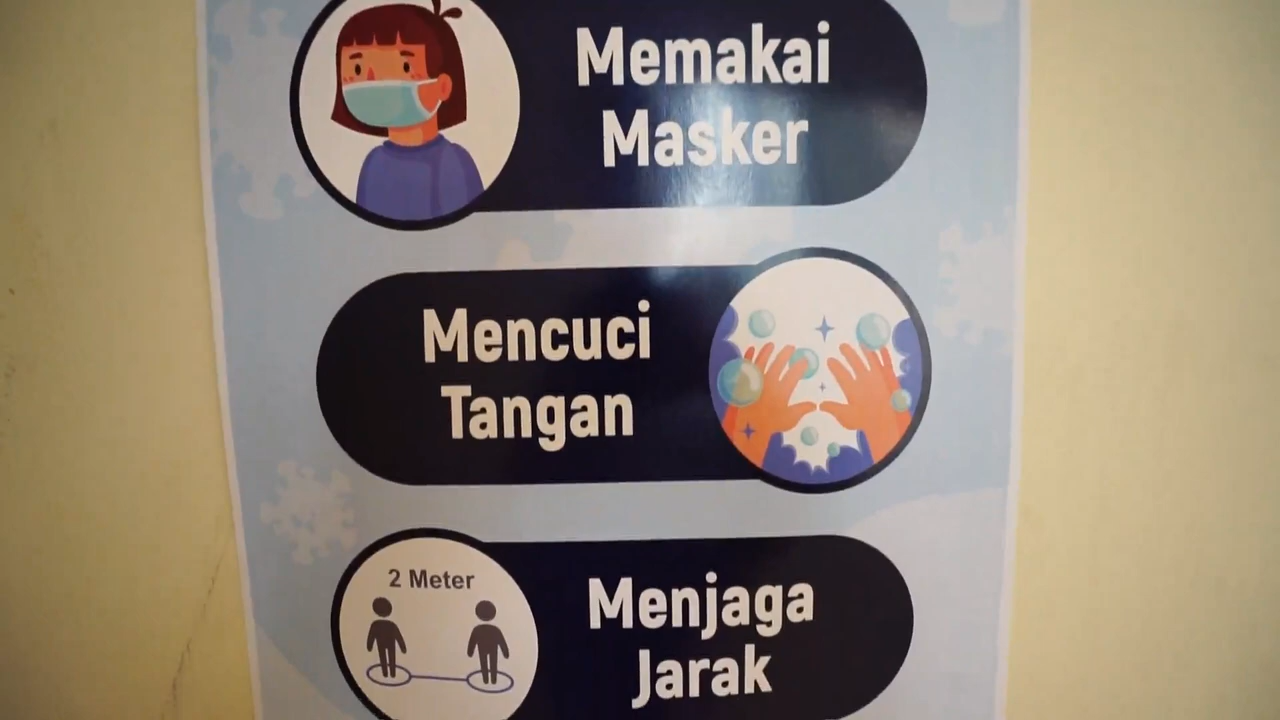 Memakai
Masker
Mencuci
Tangan
2 Meter
Menjaga
Jarak